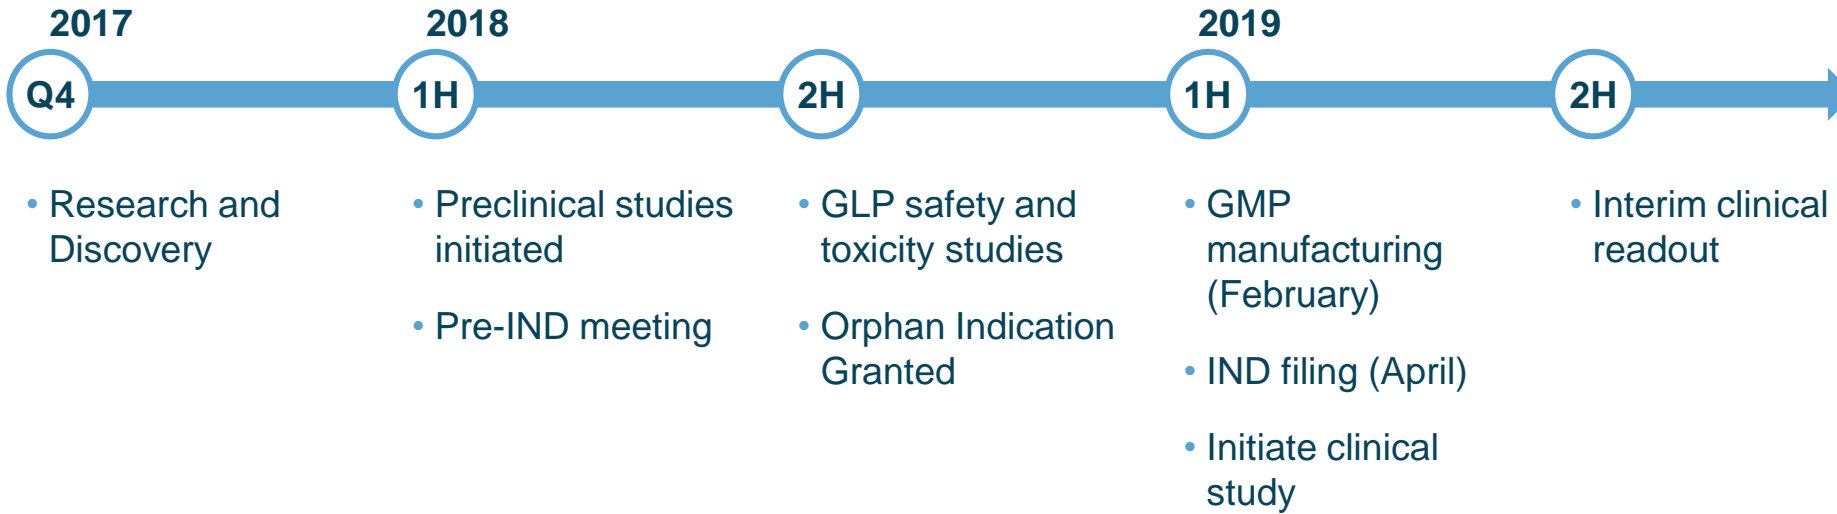 2017
2018
2019
Q4
1H
2H
1H
2H
• Research and
Discovery
• Preclinical studies
initiated
• Pre-IND meeting
• GLP safety and
toxicity studies
• Orphan Indication
Granted
• GMP
manufacturing
(February)
• IND filing (April)
• Initiate clinical
study
• Interim clinical
readout